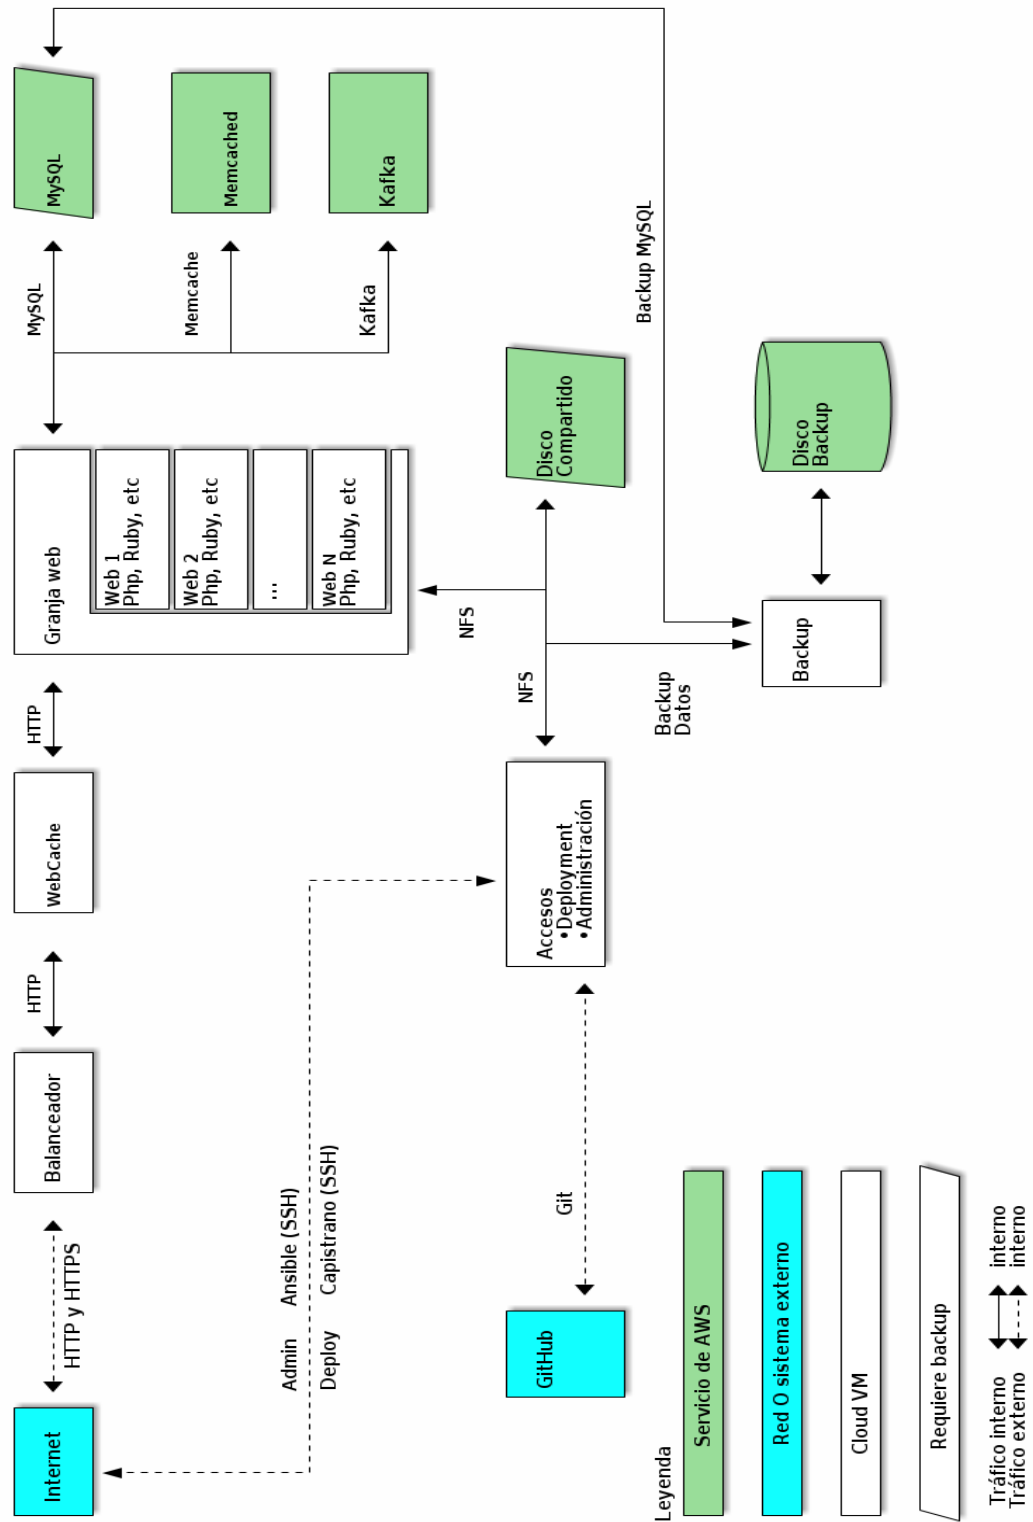 Internet
HTTP y HTTPS
Balanceador
HTTP
WebCache
HTTP
Granja web
Web 1
Php, Ruby, etc
Web 2
Php, Ruby, etc
...
Web N
Php, Ruby, etc
MySQL
MySQL
Memcache
Memcached
Kafka
Kafka
Admin Ansible (SSH)
Deploy Capistrano (SSH)
NFS
GitHub
Git
Accesos
•Deployment
•Administración
NFS
Disco
Compartido
Backup MySQL
Backup
Datos
Backup
Disco
Backup
Leyenda
Servicio de AWS
Red O sistema externo
Cloud VM
Requiere backup
Tráfico interno interno
Tráfico externo interno